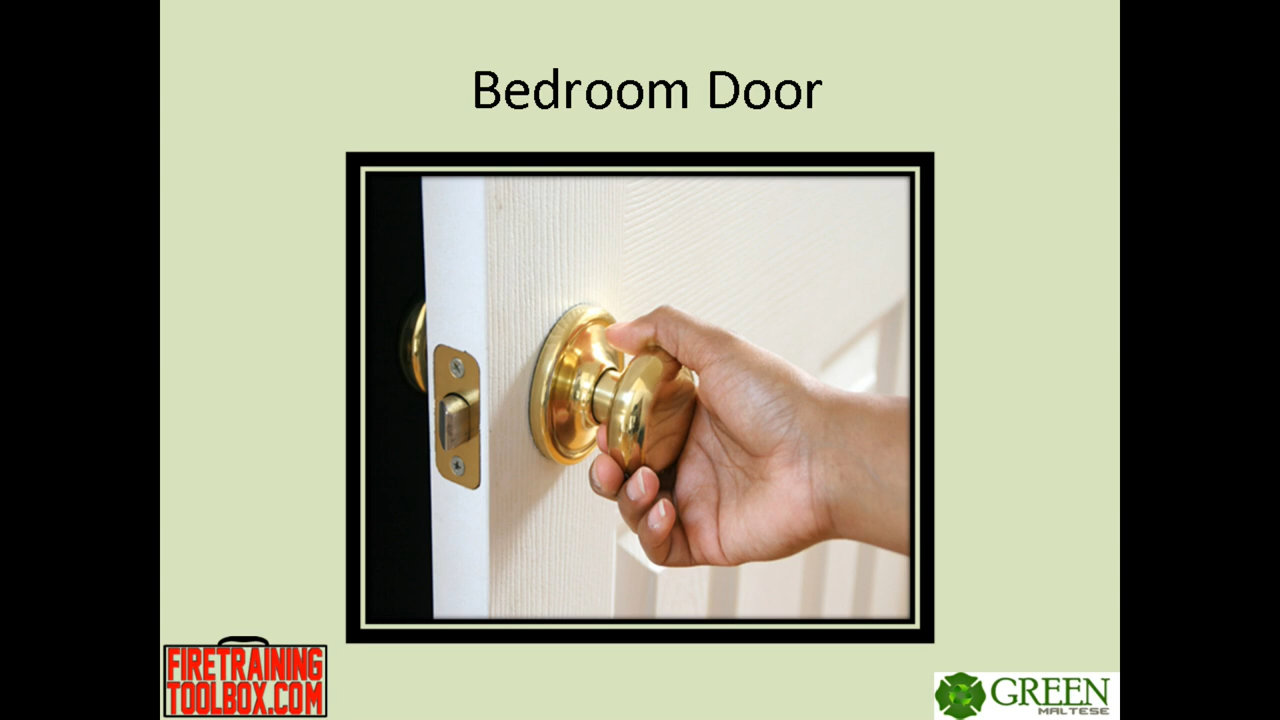 Bedroom Door
FIRETRAINING
TOOLBOX.COM
GREEN
MALTESE